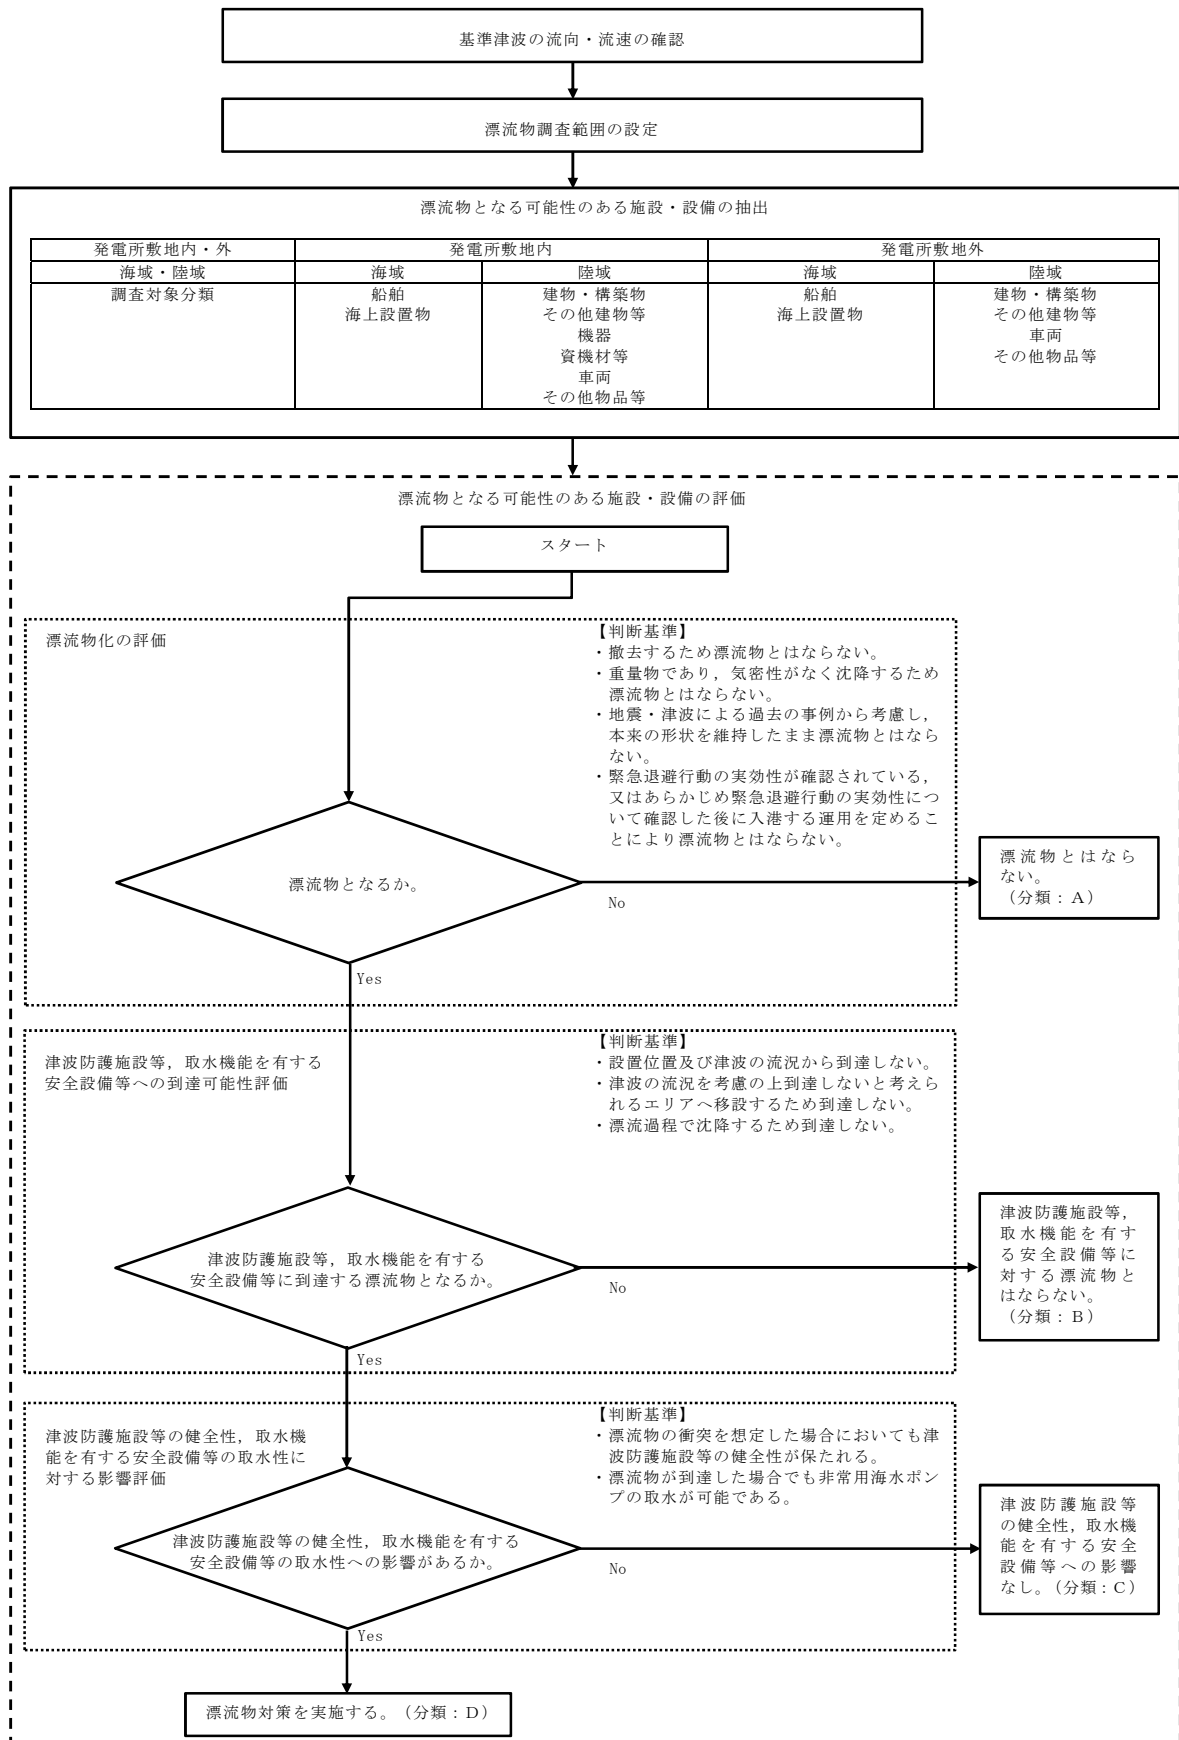 基準津波の流向・流速の確認
漂流物調査範囲の設定
漂流物となる可能性のある施設・設備の抽出
発電所敷地内・外 発電所敷地内 発電所敷地外
海域・陸域 海域 陸域 海域 陸域
調査対象分類 船舶 建物・構築物 船舶 建物・構築物
海上設置物 その他建物等 海上設置物 その他建物等
機器 車両
資機材等 その他物品等
車両
その他物品等
漂流物となる可能性のある施設・設備の評価
スタート
漂流物化の評価
【判断基準】
・撤去するため漂流物とはならない。
・重量物であり，気密性がなく沈降するため
漂流物とはならない。
・地震・津波による過去の事例から考慮し，
本来の形状を維持したまま漂流物とはなら
ない。
・緊急退避行動の実効性が確認されている，
又はあらかじめ緊急退避行動の実効性につ
いて確認した後に入港する運用を定めるこ
とにより漂流物とはならない。
漂流物となるか。
No
漂流物とはなら
ない。
（分類：A）
Yes
津波防護施設等，取水機能を有する
安全設備等への到達可能性評価
【判断基準】
・設置位置及び津波の流況から到達しない。
・津波の流況を考慮の上到達しないと考えら
れるエリアへ移設するため到達しない。
・漂流過程で沈降するため到達しない。
津波防護施設等，取水機能を有する
安全設備等に到達する漂流物となるか。
No
津波防護施設等，
取水機能を有す
る安全設備等に
対する漂流物と
はならない。
（分類：B）
Yes
津波防護施設等の健全性，取水機
能を有する安全設備等の取水性に
対する影響評価
【判断基準】
・漂流物の衝突を想定した場合においても津
波防護施設等の健全性が保たれる。
・漂流物が到達した場合でも非常用海水ポン
プの取水が可能である。
津波防護施設等の健全性，取水機能を有する
安全設備等の取水性への影響があるか。
No
津波防護施設等
の健全性，取水機
能を有する安全
設備等への影響
なし。（分類：C）
Yes
漂流物対策を実施する。（分類：D）